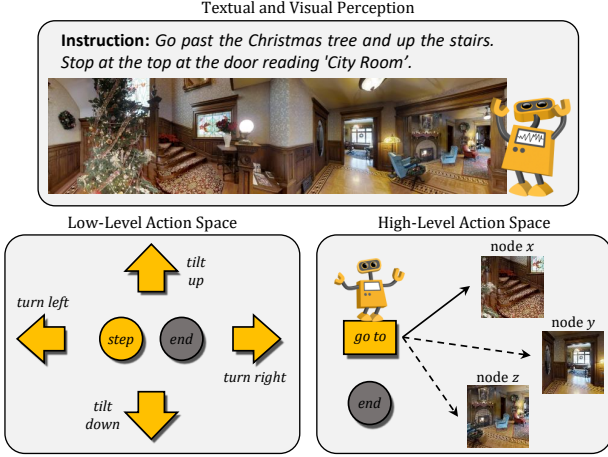 Textual and Visual Perception
Instruction: Go past the Christmas tree and up the stairs.
Stop at the top at the door reading 'City Room'.
Low-Level Action Space
tilt
up
turn left
step
end
turn right
tilt
down
High-Level Action Space
node x
go to
node y
node z
end